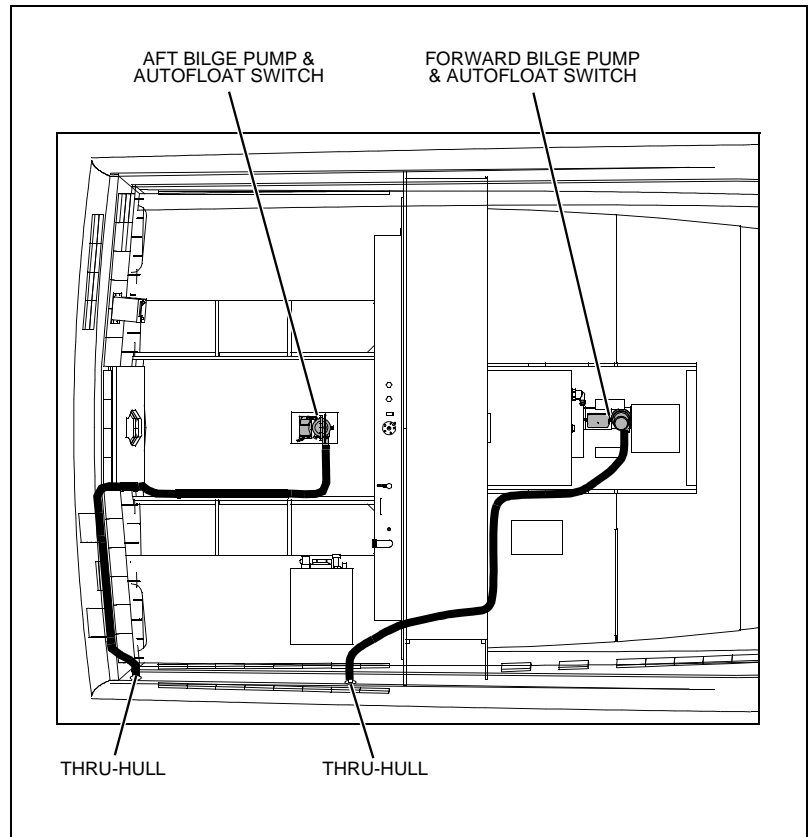 AFT BILGE PUMP &
AUTOFLOAT SWITCH
FORWARD BILGE PUMP
& AUTOFLOAT SWITCH
THRU-HULL
THRU-HULL